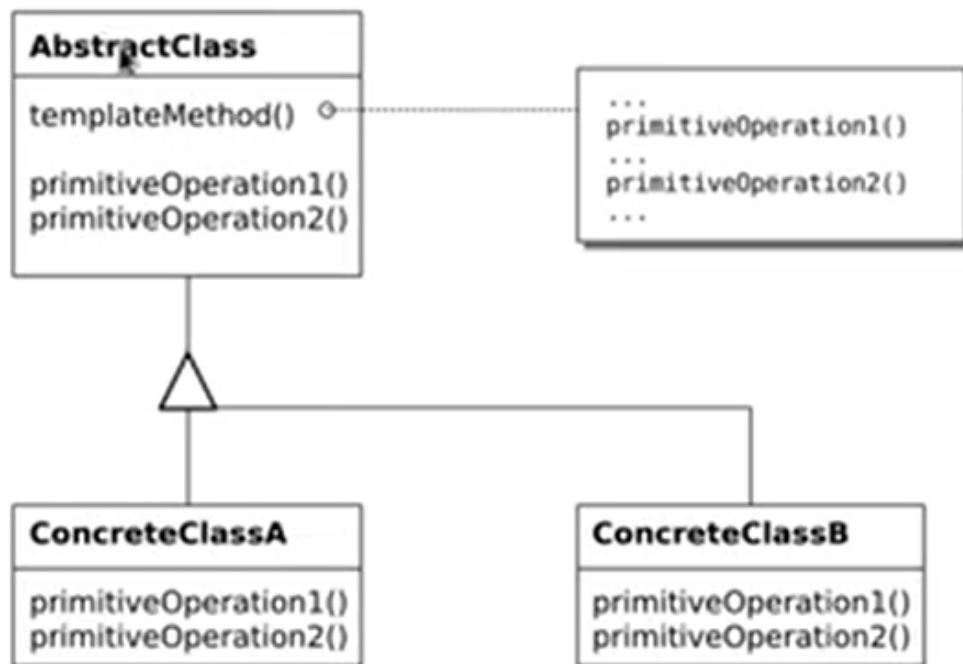 AbstractClass
templateMethod()
primitiveOperation1()
primitiveOperation2()
...
primitiveOperation1()
...
primitiveOperation2()
...
ConcreteClassA
primitiveOperation1()
primitiveOperation2()
ConcreteClassB
primitiveOperation1()
primitiveOperation2()